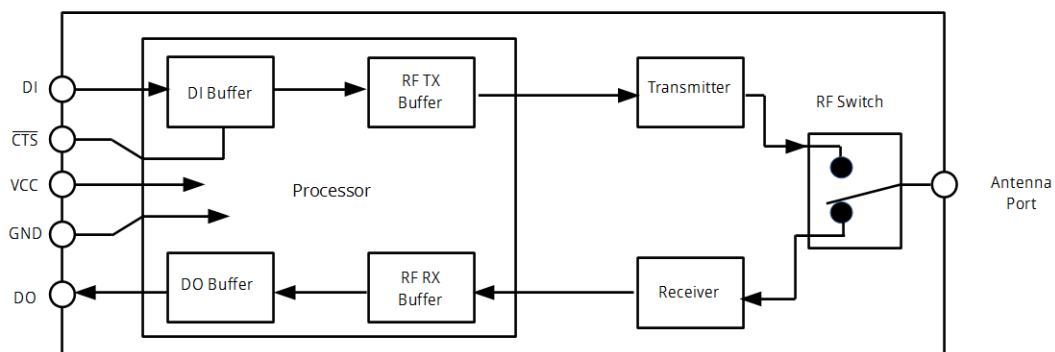 DI
DI Buffer
RF TX
Buffer
Transmitter
RF Switch
C̅T̅S̅
VCC
Processor
Antenna
Port
GND
DO
DO Buffer
RF RX
Buffer
Receiver